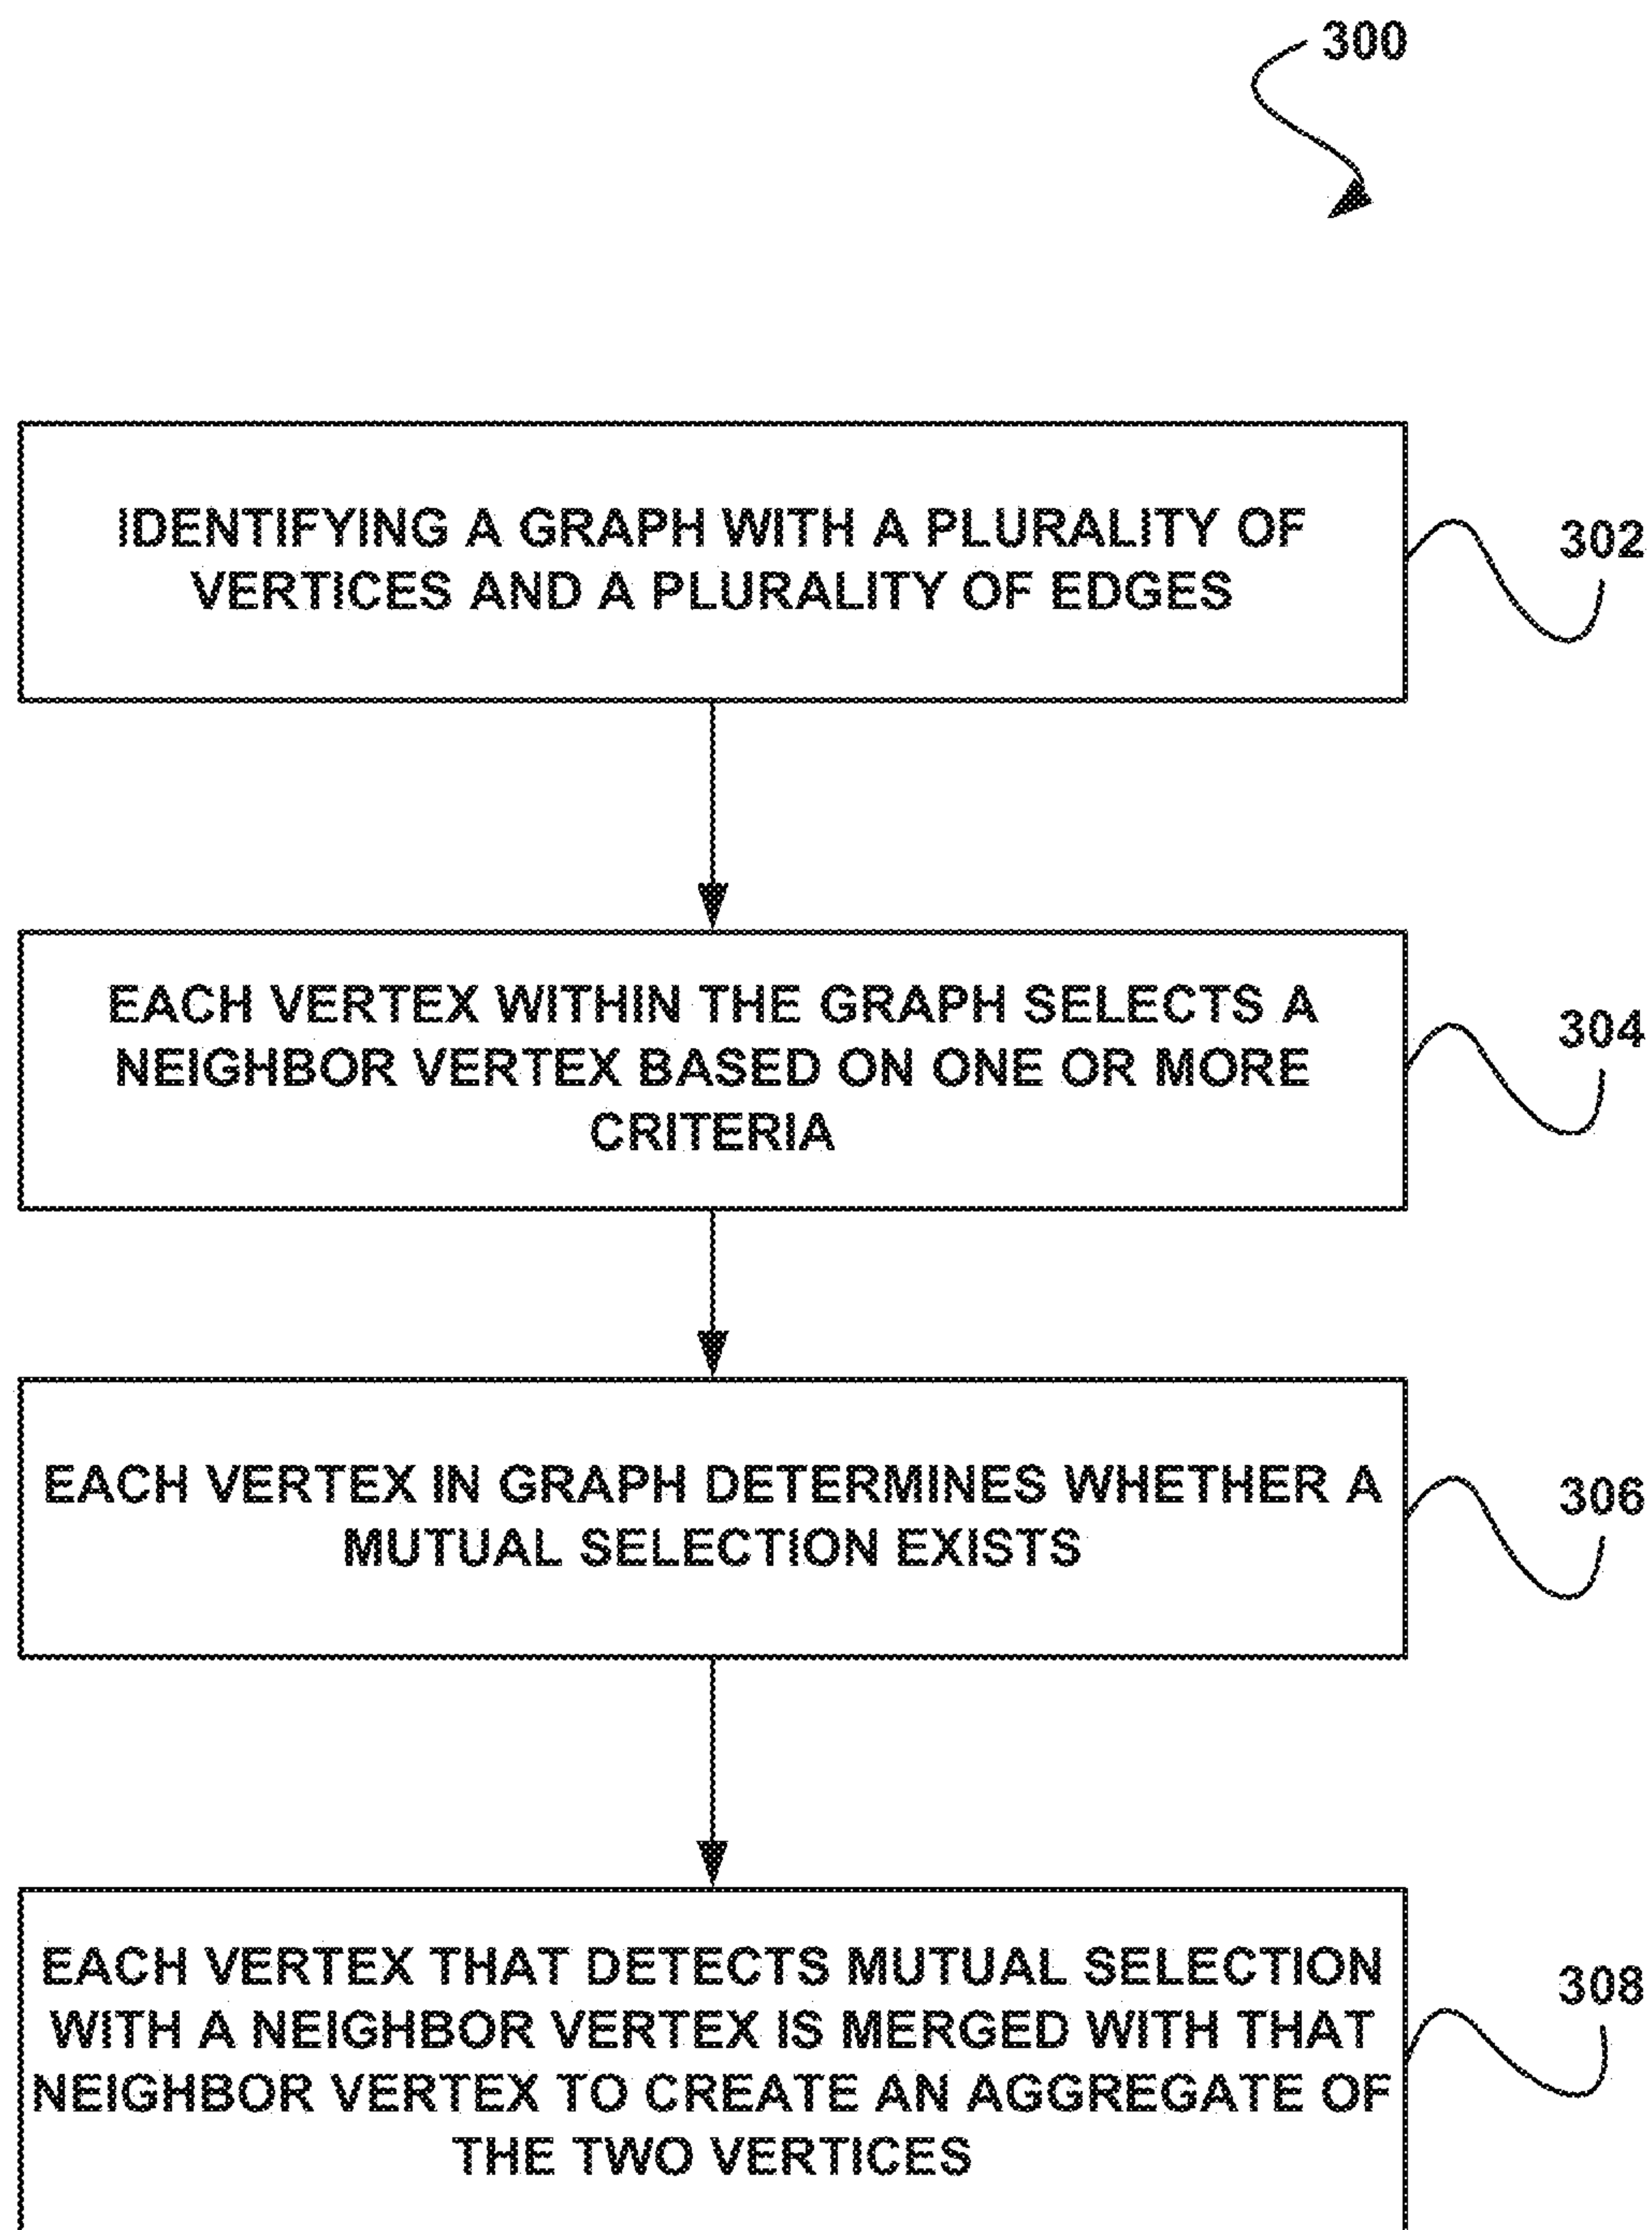 300
IDENTIFYING A GRAPH WITH A PLURALITY OF
VERTICES AND A PLURALITY OF EDGES
302
EACH VERTEX WITHIN THE GRAPH SELECTS A
NEIGHBOR VERTEX BASED ON ONE OR MORE
CRITERIA
304
EACH VERTEX IN GRAPH DETERMINES WHETHER A
MUTUAL SELECTION EXISTS
306
EACH VERTEX THAT DETECTS MUTUAL SELECTION
WITH A NEIGHBOR VERTEX IS MERGED WITH THAT
NEIGHBOR VERTEX TO CREATE AN AGGREGATE OF
THE TWO VERTICES
308